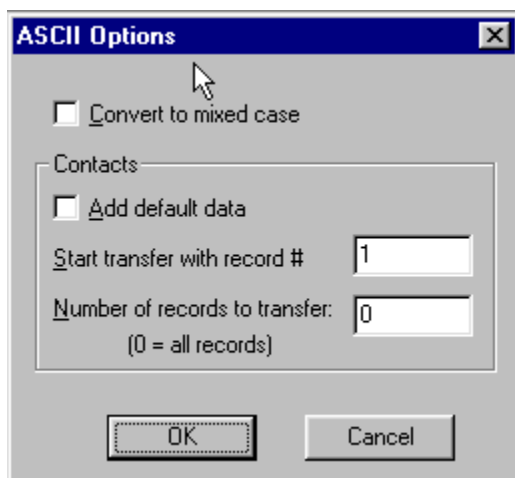 ASCII Options
Convert to mixed case
Contacts
Add default data
Start transfer with record # 1
Number of records to transfer: 0
(0 = all records)
OK Cancel